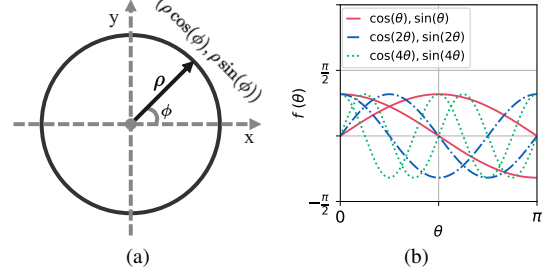 y
(ρ cos(ϕ), ρ sin(ϕ))
ρ
ϕ
x
(a)
cos(θ), sin(θ)
cos(2θ), sin(2θ)
cos(4θ), sin(4θ)
π/2
f (θ)
−π/2
0
π
θ
(b)